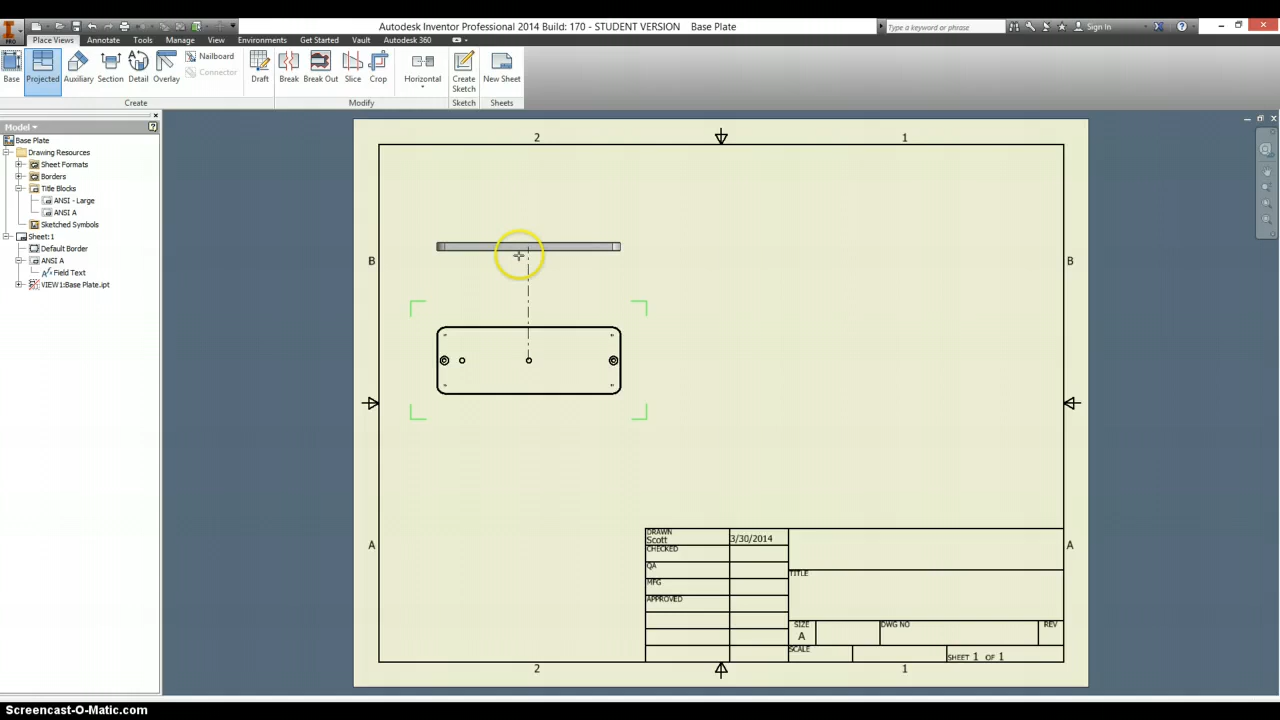 Autodesk Inventor Professional 2014 Build: 170 - STUDENT VERSION Base Plate
Type a keyword or phrase
Sign In
PRO
Place Views Annotate Tools Manage View Environments Get Started Vault Autodesk 360
Base Projected Auxiliary Section Detail Overlay
Nailboard
Connector
Draft Break Break Out Slice Crop Horizontal
Create Sketch
New Sheet
Create Modify Sketch Sheets
Model
Base Plate
Drawing Resources
Sheet Formats
Borders
Title Blocks
ANSI - Large
ANSI A
Sketched Symbols
Sheet:1
Default Border
ANSI A
Field Text
VIEW1:Base Plate.ipt
2 1
B B
A A
DRAWN
Scott 3/30/2014
CHECKED
QA
MFG
APPROVED
TITLE
SIZE
A
DWG NO
REV
SCALE
SHEET 1 OF 1
2 1
Screencast-O-Matic.com